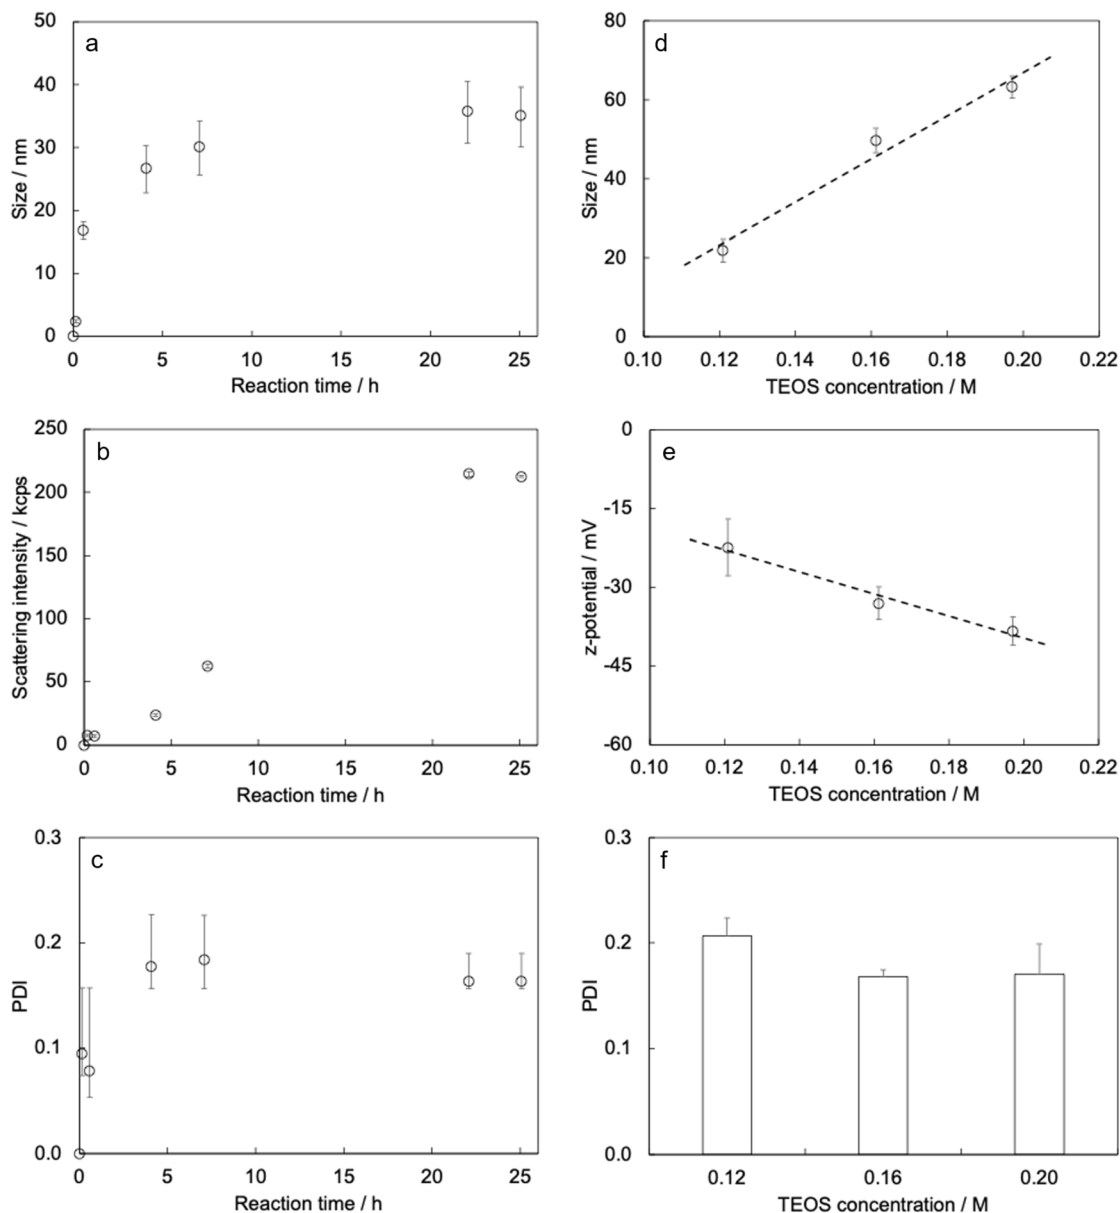 a
50
40
30
20
10
0
Size / nm
0 5 10 15 20 25
Reaction time / h
d
80
60
40
20
0
Size / nm
0.10 0.12 0.14 0.16 0.18 0.20 0.22
TEOS concentration / M
b
250
200
150
100
50
0
Scattering intensity / kcps
0 5 10 15 20 25
Reaction time / h
e
0
-15
-30
-45
-60
z-potential / mV
0.10 0.12 0.14 0.16 0.18 0.20 0.22
TEOS concentration / M
c
0.3
0.2
0.1
0.0
PDI
0 5 10 15 20 25
Reaction time / h
f
0.3
0.2
0.1
0.0
PDI
0.12 0.16 0.20
TEOS concentration / M